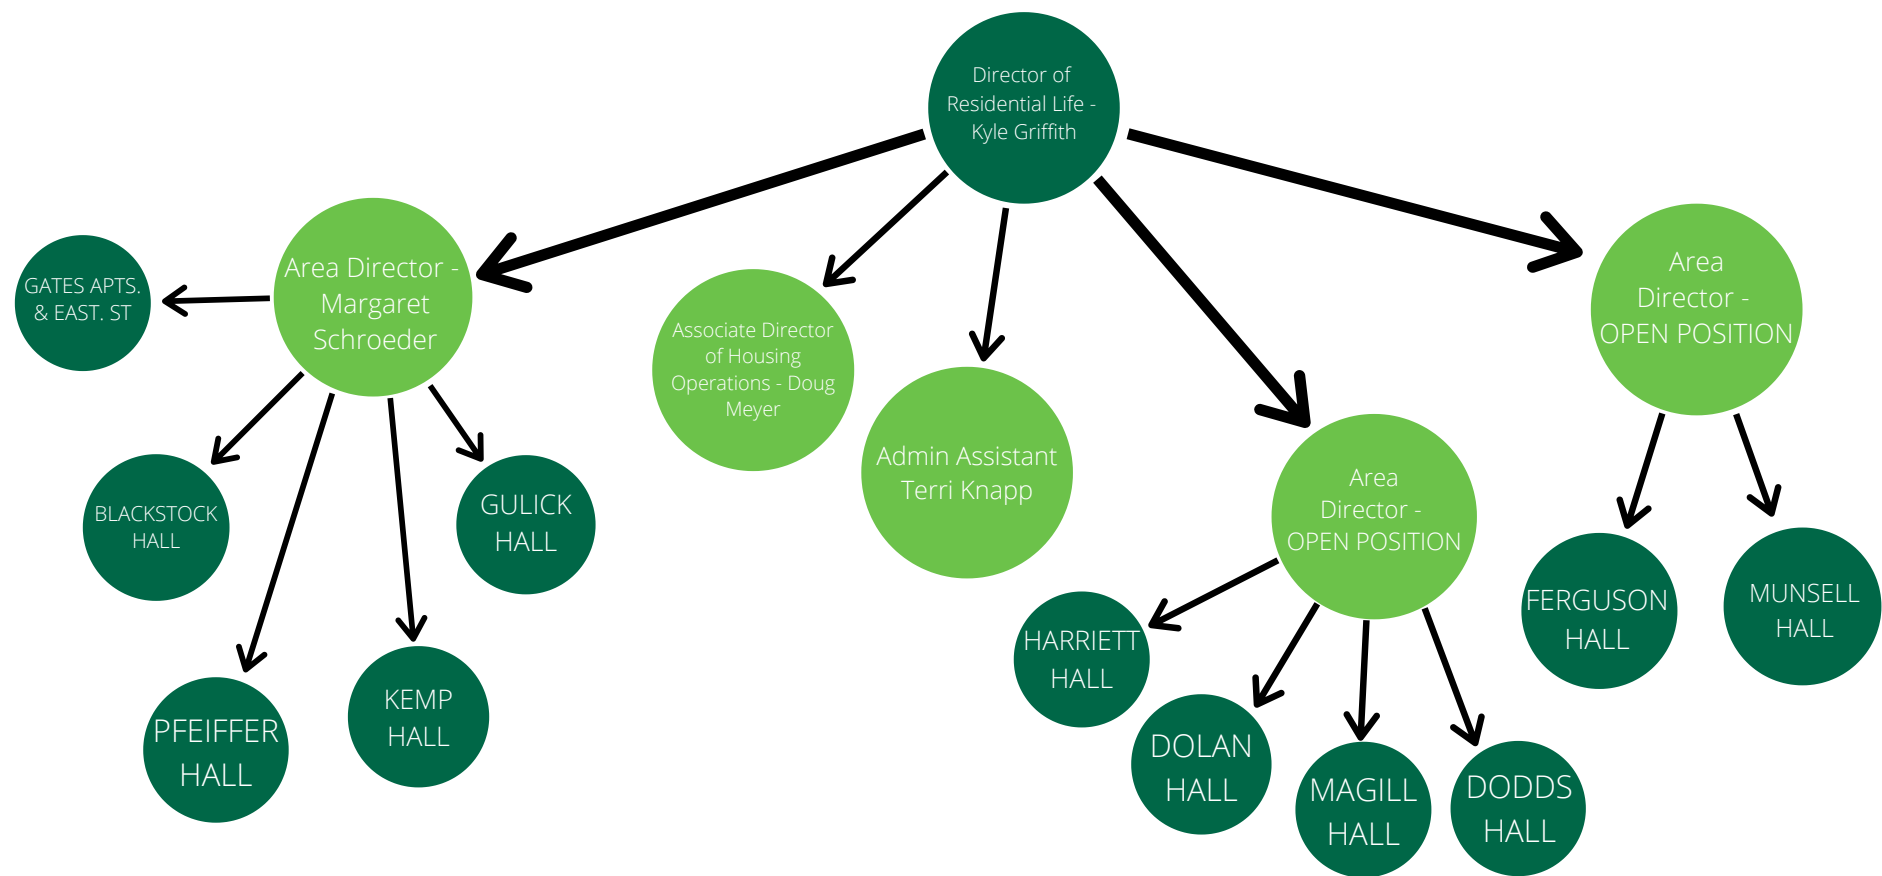 Director of
Residential Life -
Kyle Griffith
Area Director -
Margaret
Schroeder
GATES APTS.
& EAST. ST
BLACKSTOCK
HALL
PFEIFFER
HALL
KEMP
HALL
GULICK
HALL
Associate Director
of Housing
Operations - Doug
Meyer
Admin Assistant
Terri Knapp
Area
Director -
OPEN POSITION
HARRIETT
HALL
DOLAN
HALL
MAGILL
HALL
DODDS
HALL
Area
Director -
OPEN POSITION
FERGUSON
HALL
MUNSELL
HALL